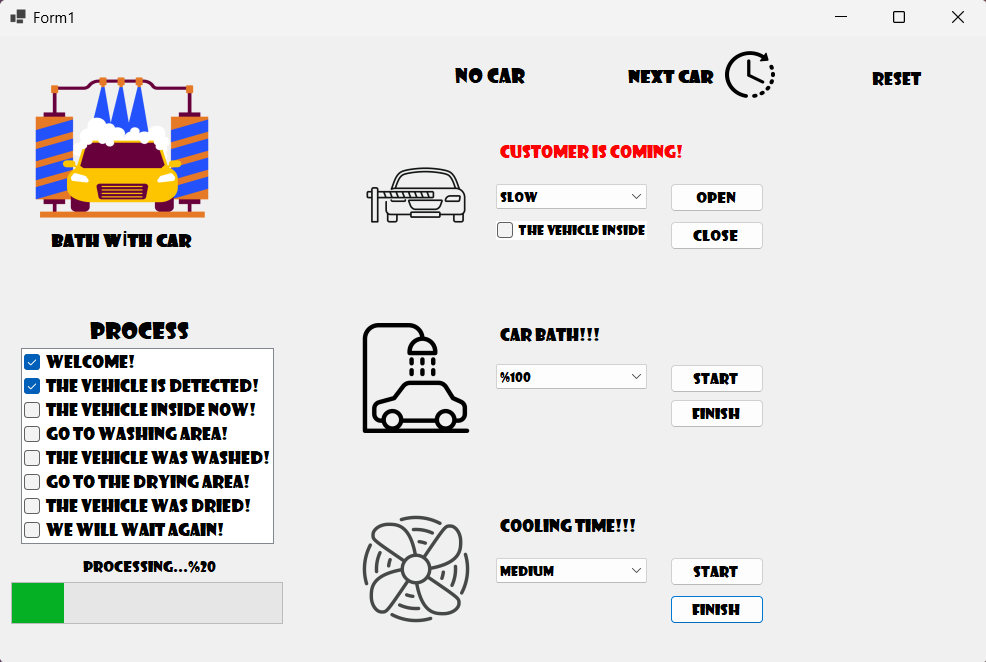 Form1
NO CAR
NEXT CAR
RESET
CUSTOMER IS COMING!
SLOW
OPEN
THE VEHICLE INSIDE
CLOSE
BATH WİTH CAR
PROCESS
WELCOME!
THE VEHICLE IS DETECTED!
THE VEHICLE INSIDE NOW!
GO TO WASHING AREA!
THE VEHICLE WAS WASHED!
GO TO THE DRYING AREA!
THE VEHICLE WAS DRIED!
WE WILL WAIT AGAIN!
PROCESSING...%20
CAR BATH!!!
%100
START
FINISH
COOLING TIME!!!
MEDIUM
START
FINISH